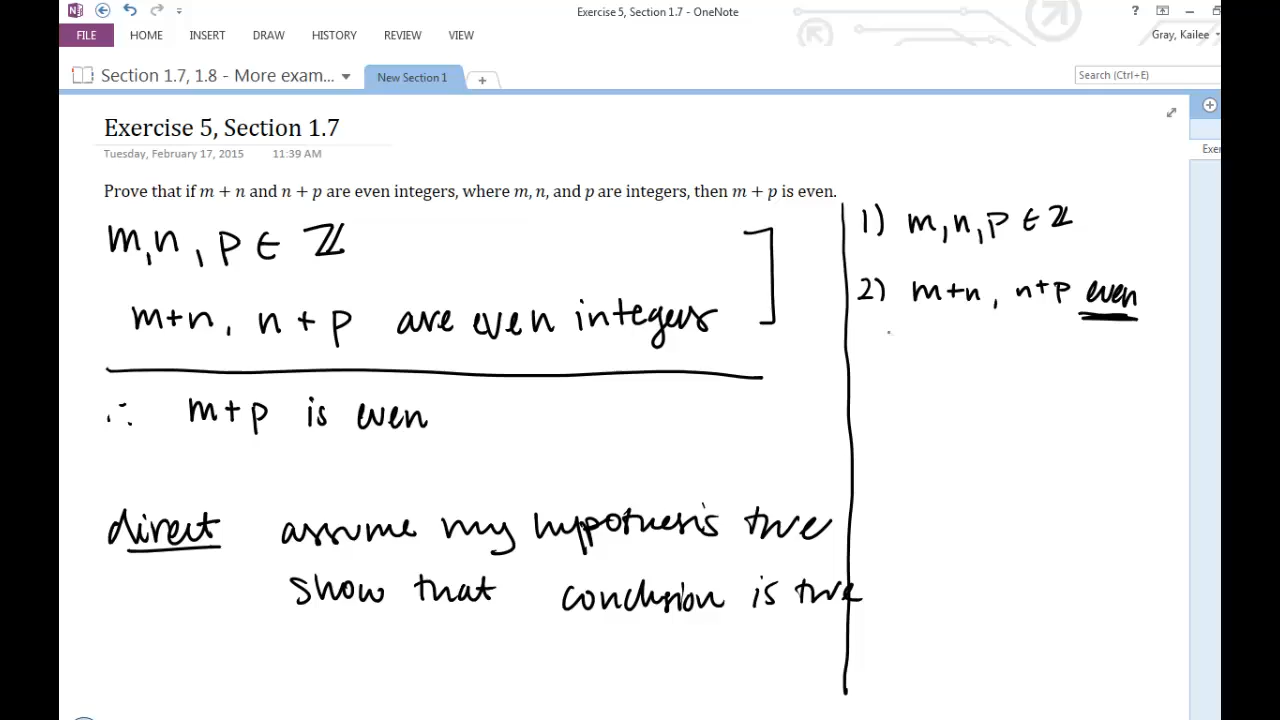 Exercise 5, Section 1.7 - OneNote
?
FILE HOME INSERT DRAW HISTORY REVIEW VIEW
Gray, Kailee
Section 1.7, 1.8 - More exam...
New Section 1
+
Search (Ctrl+E)
Exercise 5, Section 1.7
Tuesday, February 17, 2015 11:39 AM
Exer
Prove that if m + n and n + p are even integers, where m, n, and p are integers, then m + p is even.
m,n, p ∈ ℤ
m+n, n+p are even integers
∴ m+p is even
direct assume my hypothesis true
show that conclusion is true
1) m,n,p ∈ ℤ
2) m+n, n+p even